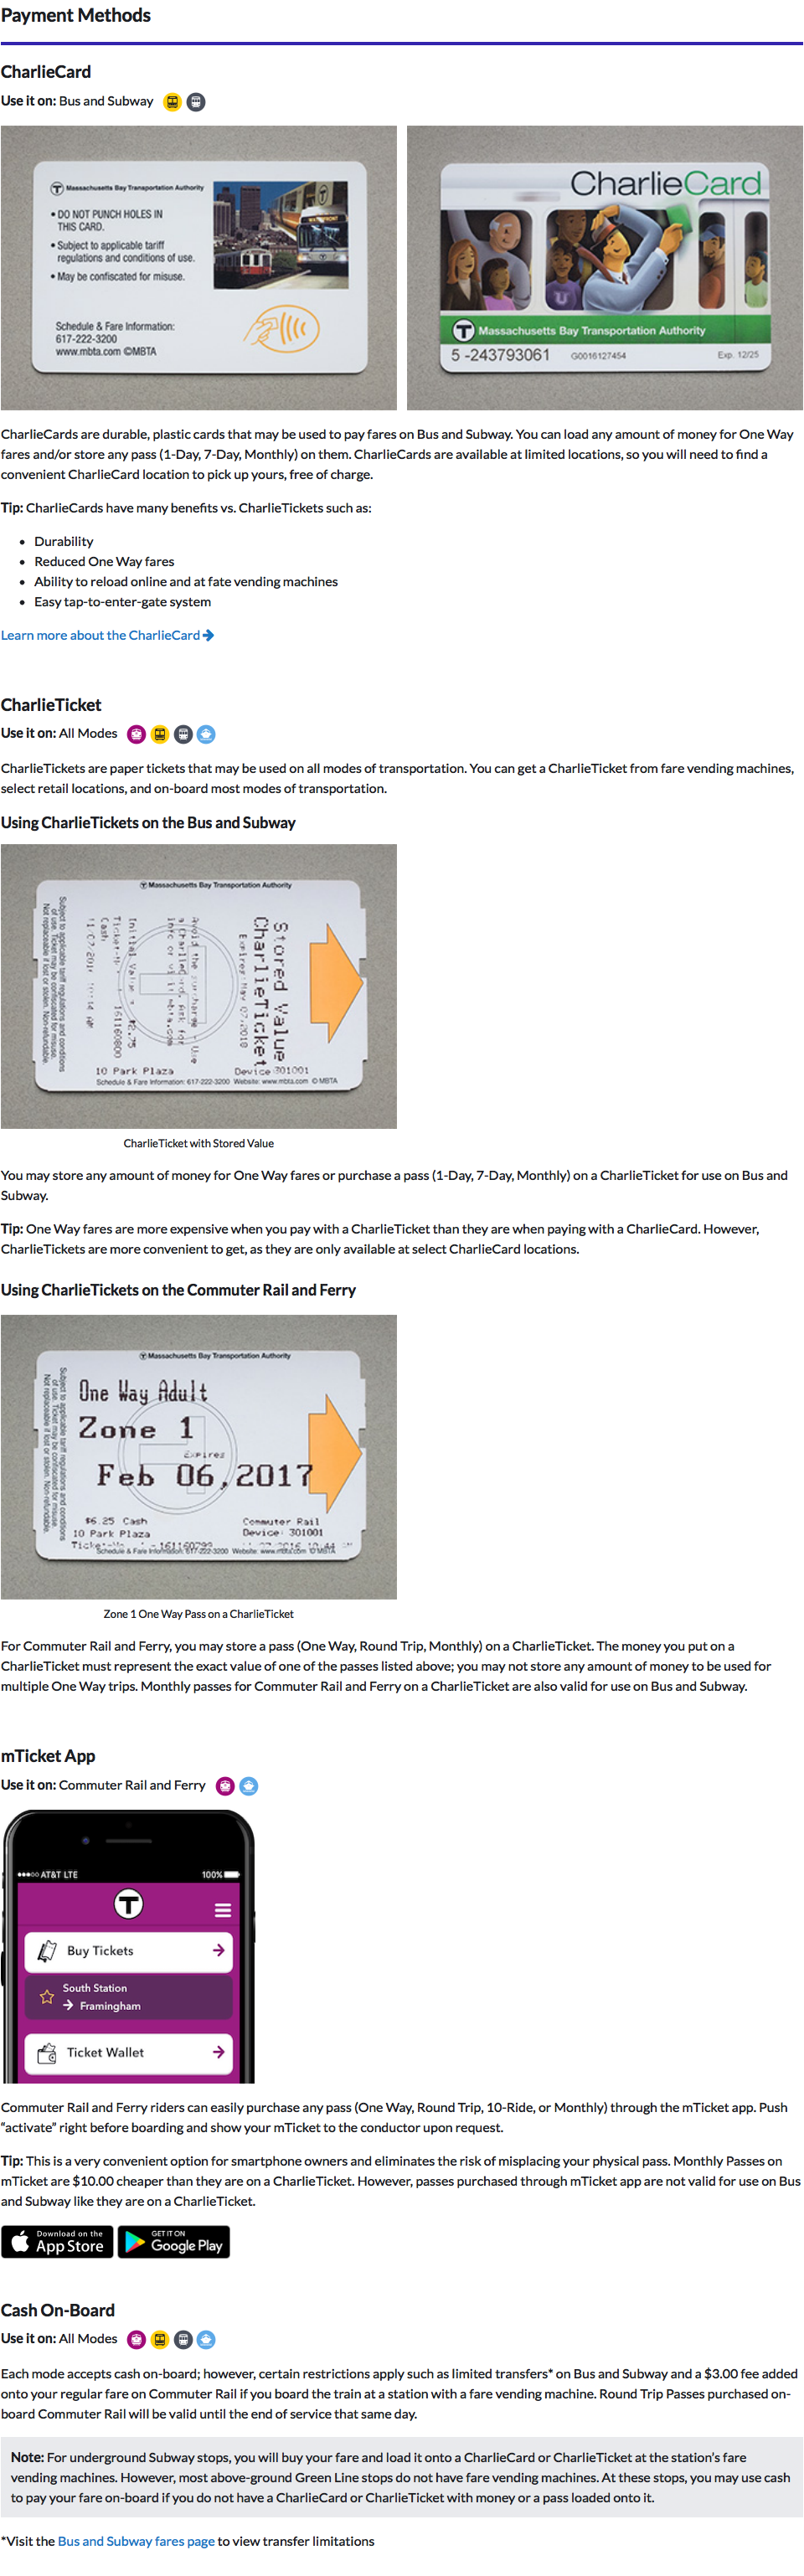 Payment Methods
CharlieCard
Use it on: Bus and Subway
Massachusetts Bay Transportation Authority
• DO NOT PUNCH HOLES IN
THIS CARD.
• Subject to applicable tariff
regulations and conditions of use.
• May be confiscated for misuse.
Schedule & Fare Information:
617-222-3200
www.mbta.com ©MBTA
CharlieCard
T Massachusetts Bay Transportation Authority
5 -243793061 G0016127454 Exp. 12/25
CharlieCards are durable, plastic cards that may be used to pay fares on Bus and Subway. You can load any amount of money for One Way
fares and/or store any pass (1-Day, 7-Day, Monthly) on them. CharlieCards are available at limited locations, so you will need to find a
convenient CharlieCard location to pick up yours, free of charge.
Tip: CharlieCards have many benefits vs. CharlieTickets such as:
• Durability
• Reduced One Way fares
• Ability to reload online and at fate vending machines
• Easy tap-to-enter-gate system
Learn more about the CharlieCard
CharlieTicket
Use it on: All Modes
CharlieTickets are paper tickets that may be used on all modes of transportation. You can get a CharlieTicket from fare vending machines,
select retail locations, and on-board most modes of transportation.
Using CharlieTickets on the Bus and Subway
Massachusetts Bay Transportation Authority
Stored Value
CharlieTicket
Expires: May 07, 2018
Initial Value = $2.75
161160800
Cash
Subject to applicable tariff regulations and conditions
of use. Ticket may be confiscated for misuse.
Not replaceable if lost or stolen. Non-refundable.
10 Park Plaza Device 301001
Schedule & Fare Information: 617-222-3200 Website: www.mbta.com ©MBTA
CharlieTicket with Stored Value
You may store any amount of money for One Way fares or purchase a pass (1-Day, 7-Day, Monthly) on a CharlieTicket for use on Bus and
Subway.
Tip: One Way fares are more expensive when you pay with a CharlieTicket than they are when paying with a CharlieCard. However,
CharlieTickets are more convenient to get, as they are only available at select CharlieCard locations.
Using CharlieTickets on the Commuter Rail and Ferry
Massachusetts Bay Transportation Authority
One Way Adult
Zone 1
Expires
Feb 06,2017
$6.25 Cash Commuter Rail
10 Park Plaza Device: 301001
Schedule & Fare Information: 617-222-3200 Website: www.mbta.com ©MBTA
Subject to applicable tariff regulations and conditions
of use. Ticket may be confiscated for misuse.
Not replaceable if lost or stolen. Non-refundable.
Zone 1 One Way Pass on a CharlieTicket
For Commuter Rail and Ferry, you may store a pass (One Way, Round Trip, Monthly) on a CharlieTicket. The money you put on a
CharlieTicket must represent the exact value of one of the passes listed above; you may not store any amount of money to be used for
multiple One Way trips. Monthly passes for Commuter Rail and Ferry on a CharlieTicket are also valid for use on Bus and Subway.
mTicket App
Use it on: Commuter Rail and Ferry
AT&T LTE 100%
T
Buy Tickets
South Station
→ Framingham
Ticket Wallet
Commuter Rail and Ferry riders can easily purchase any pass (One Way, Round Trip, 10-Ride, or Monthly) through the mTicket app. Push
“activate” right before boarding and show your mTicket to the conductor upon request.
Tip: This is a very convenient option for smartphone owners and eliminates the risk of misplacing your physical pass. Monthly Passes on
mTicket are $10.00 cheaper than they are on a CharlieTicket. However, passes purchased through mTicket app are not valid for use on Bus
and Subway like they are on a CharlieTicket.
Download on the App Store
GET IT ON Google Play
Cash On-Board
Use it on: All Modes
Each mode accepts cash on-board; however, certain restrictions apply such as limited transfers* on Bus and Subway and a $3.00 fee added
onto your regular fare on Commuter Rail if you board the train at a station with a fare vending machine. Round Trip Passes purchased on-
board Commuter Rail will be valid until the end of service that same day.
Note: For underground Subway stops, you will buy your fare and load it onto a CharlieCard or CharlieTicket at the station’s fare
vending machines. However, most above-ground Green Line stops do not have fare vending machines. At these stops, you may use cash
to pay your fare on-board if you do not have a CharlieCard or CharlieTicket with money or a pass loaded onto it.
*Visit the Bus and Subway fares page to view transfer limitations